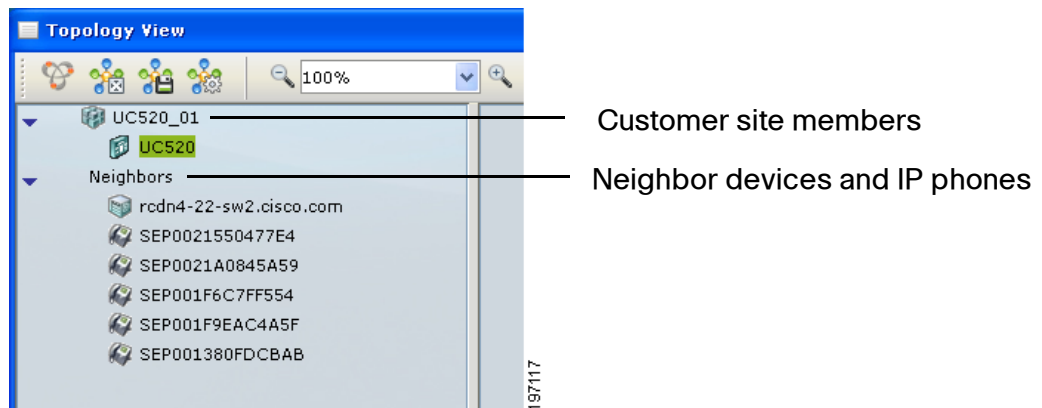 Topology View
100%
UC520_01
Customer site members
UC520
Neighbors
Neighbor devices and IP phones
rcdn4-22-sw2.cisco.com
SEP0021550477E4
SEP0021A0845A59
SEP001F6C7FF554
SEP001F9EAC4A5F
SEP001380FDCBAB
197117